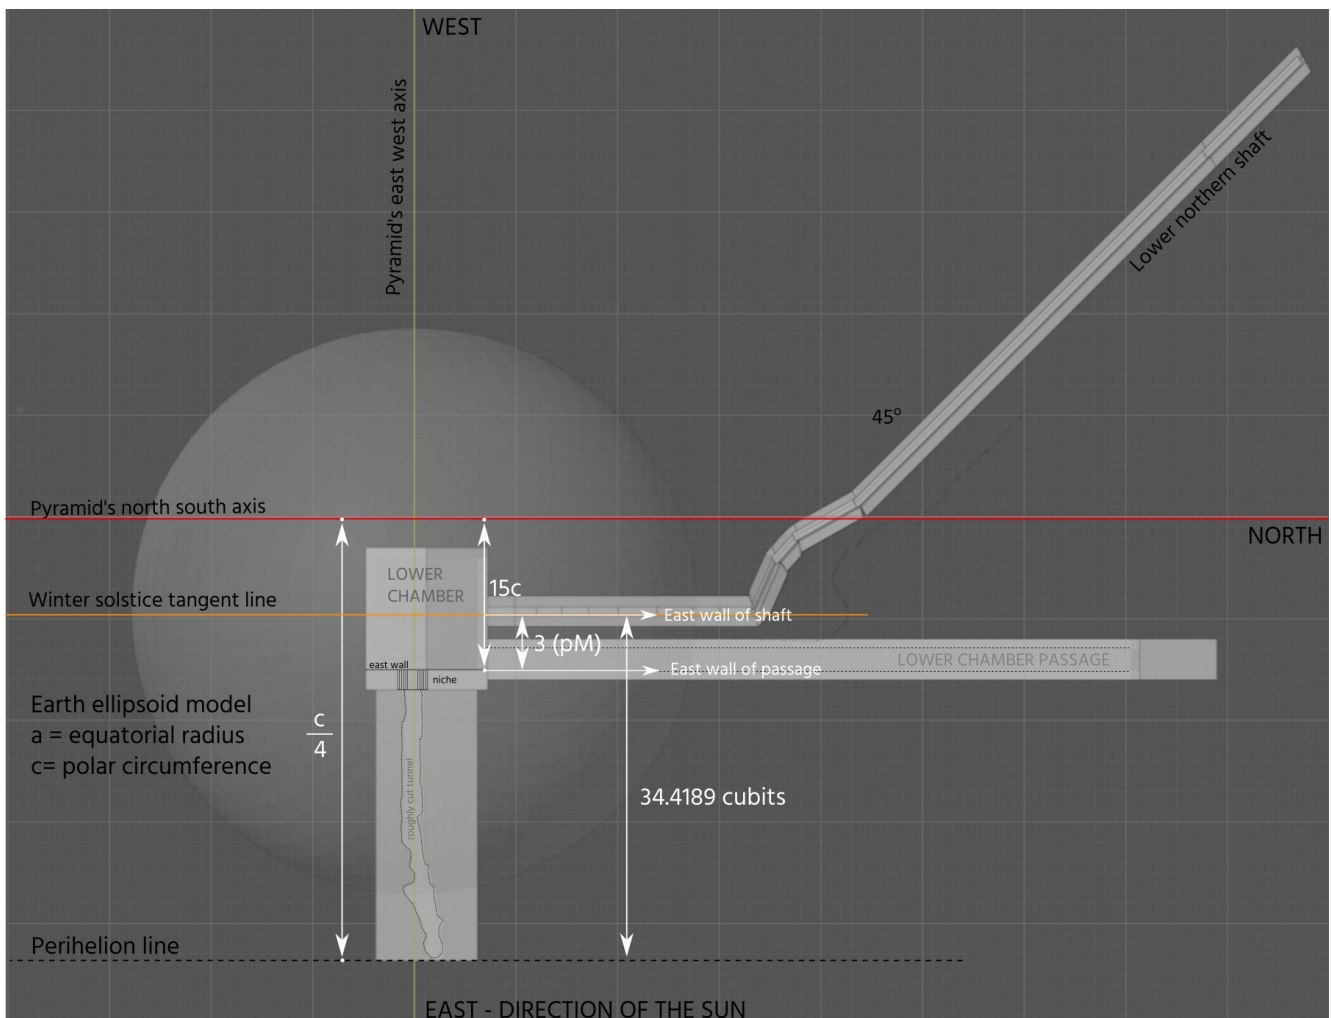 WEST
Pyramid's east west axis
Lower northern shaft
45°
Pyramid's north south axis
NORTH
LOWER
CHAMBER
15c
Winter solstice tangent line
East wall of shaft
3 (pM)
LOWER CHAMBER PASSAGE
east wall
East wall of passage
niche
Earth ellipsoid model
a = equatorial radius
c= polar circumference
c
4
roughly cut tunnel
34.4189 cubits
Perihelion line
EAST - DIRECTION OF THE SUN